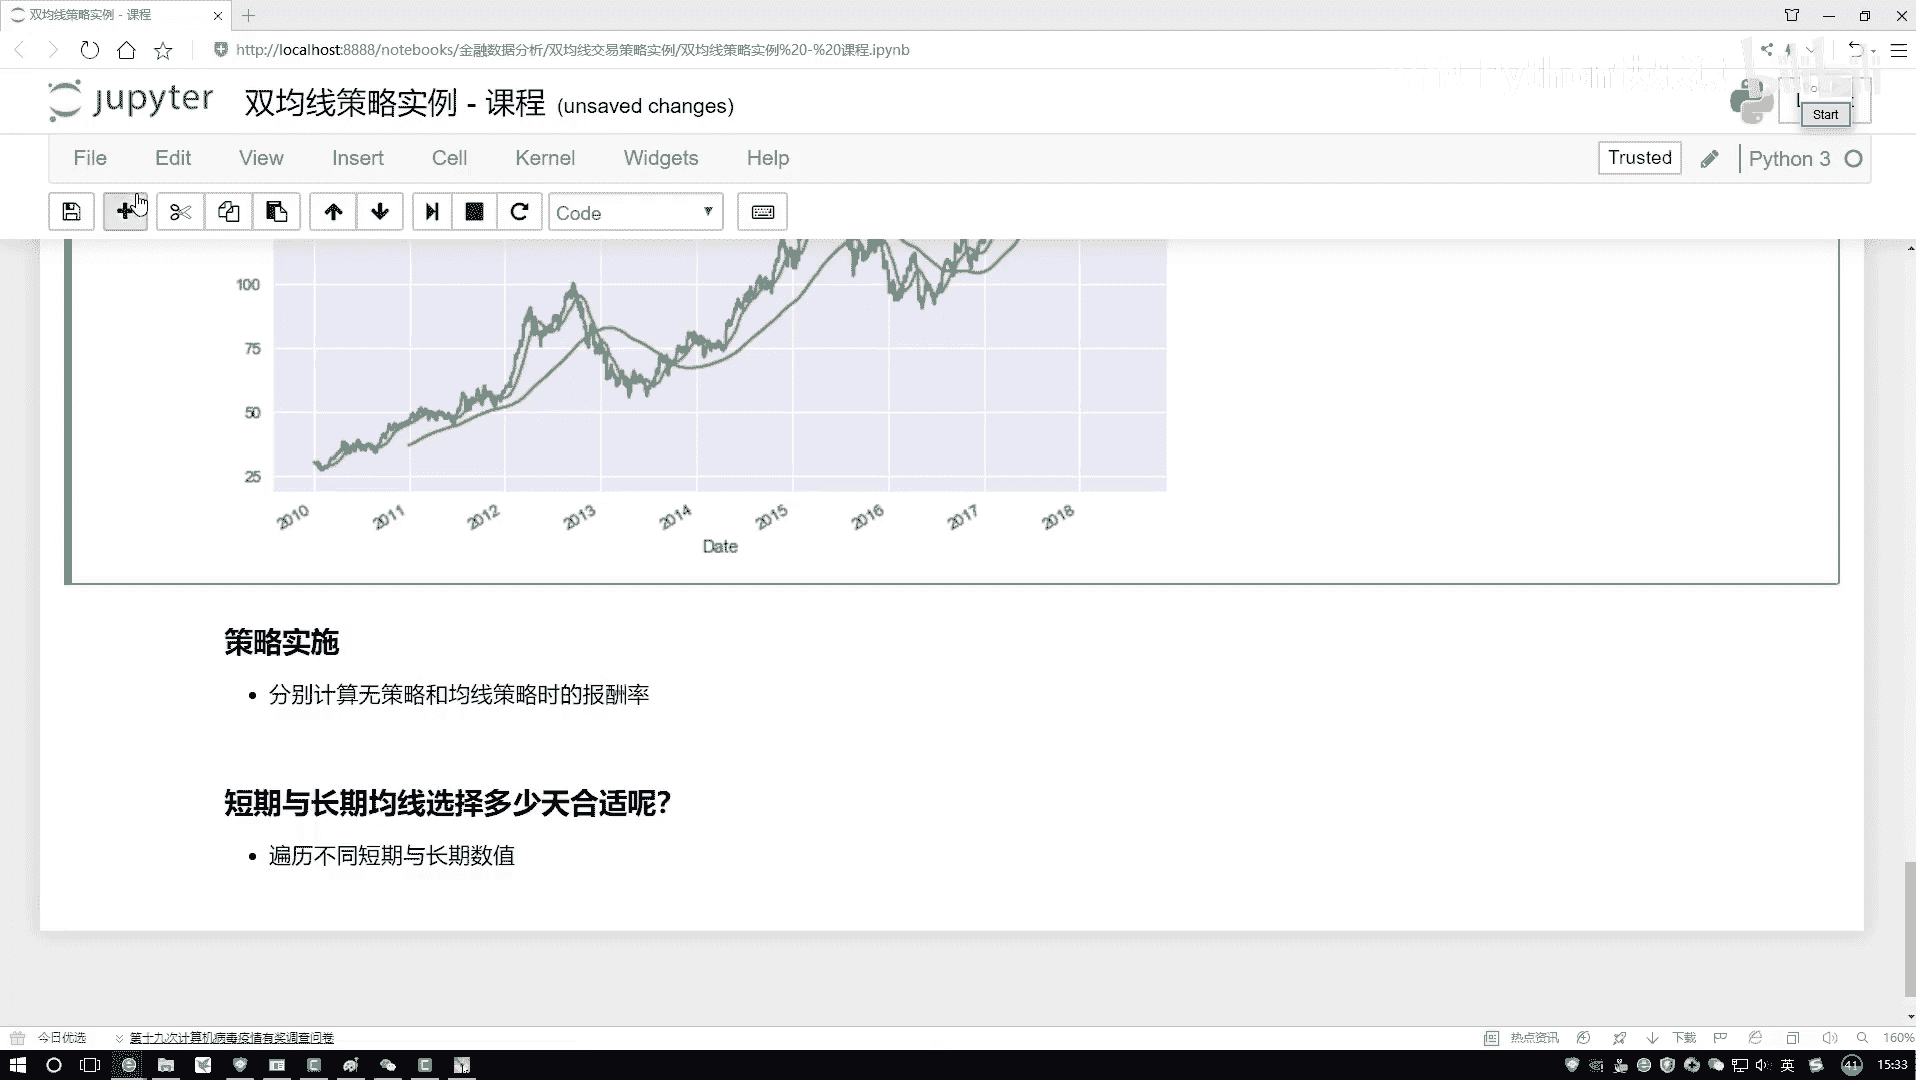 双均线策略实例 - 课程
http://localhost:8888/notebooks/金融数据分析/双均线交易策略实例/双均线策略实例%20-%20课程.ipynb
jupyter 双均线策略实例 - 课程 (unsaved changes)
Start
File Edit View Insert Cell Kernel Widgets Help
Trusted Python 3
Code
100
75
50
25
2010 2011 2012 2013 2014 2015 2016 2017 2018
Date
策略实施
分别计算无策略和均线策略时的报酬率
短期与长期均线选择多少天合适呢？
遍历不同短期与长期数值
今日优选 第十九次计算机病毒疫情有奖调查问卷
热点资讯 下载 160%
英 41 15:33